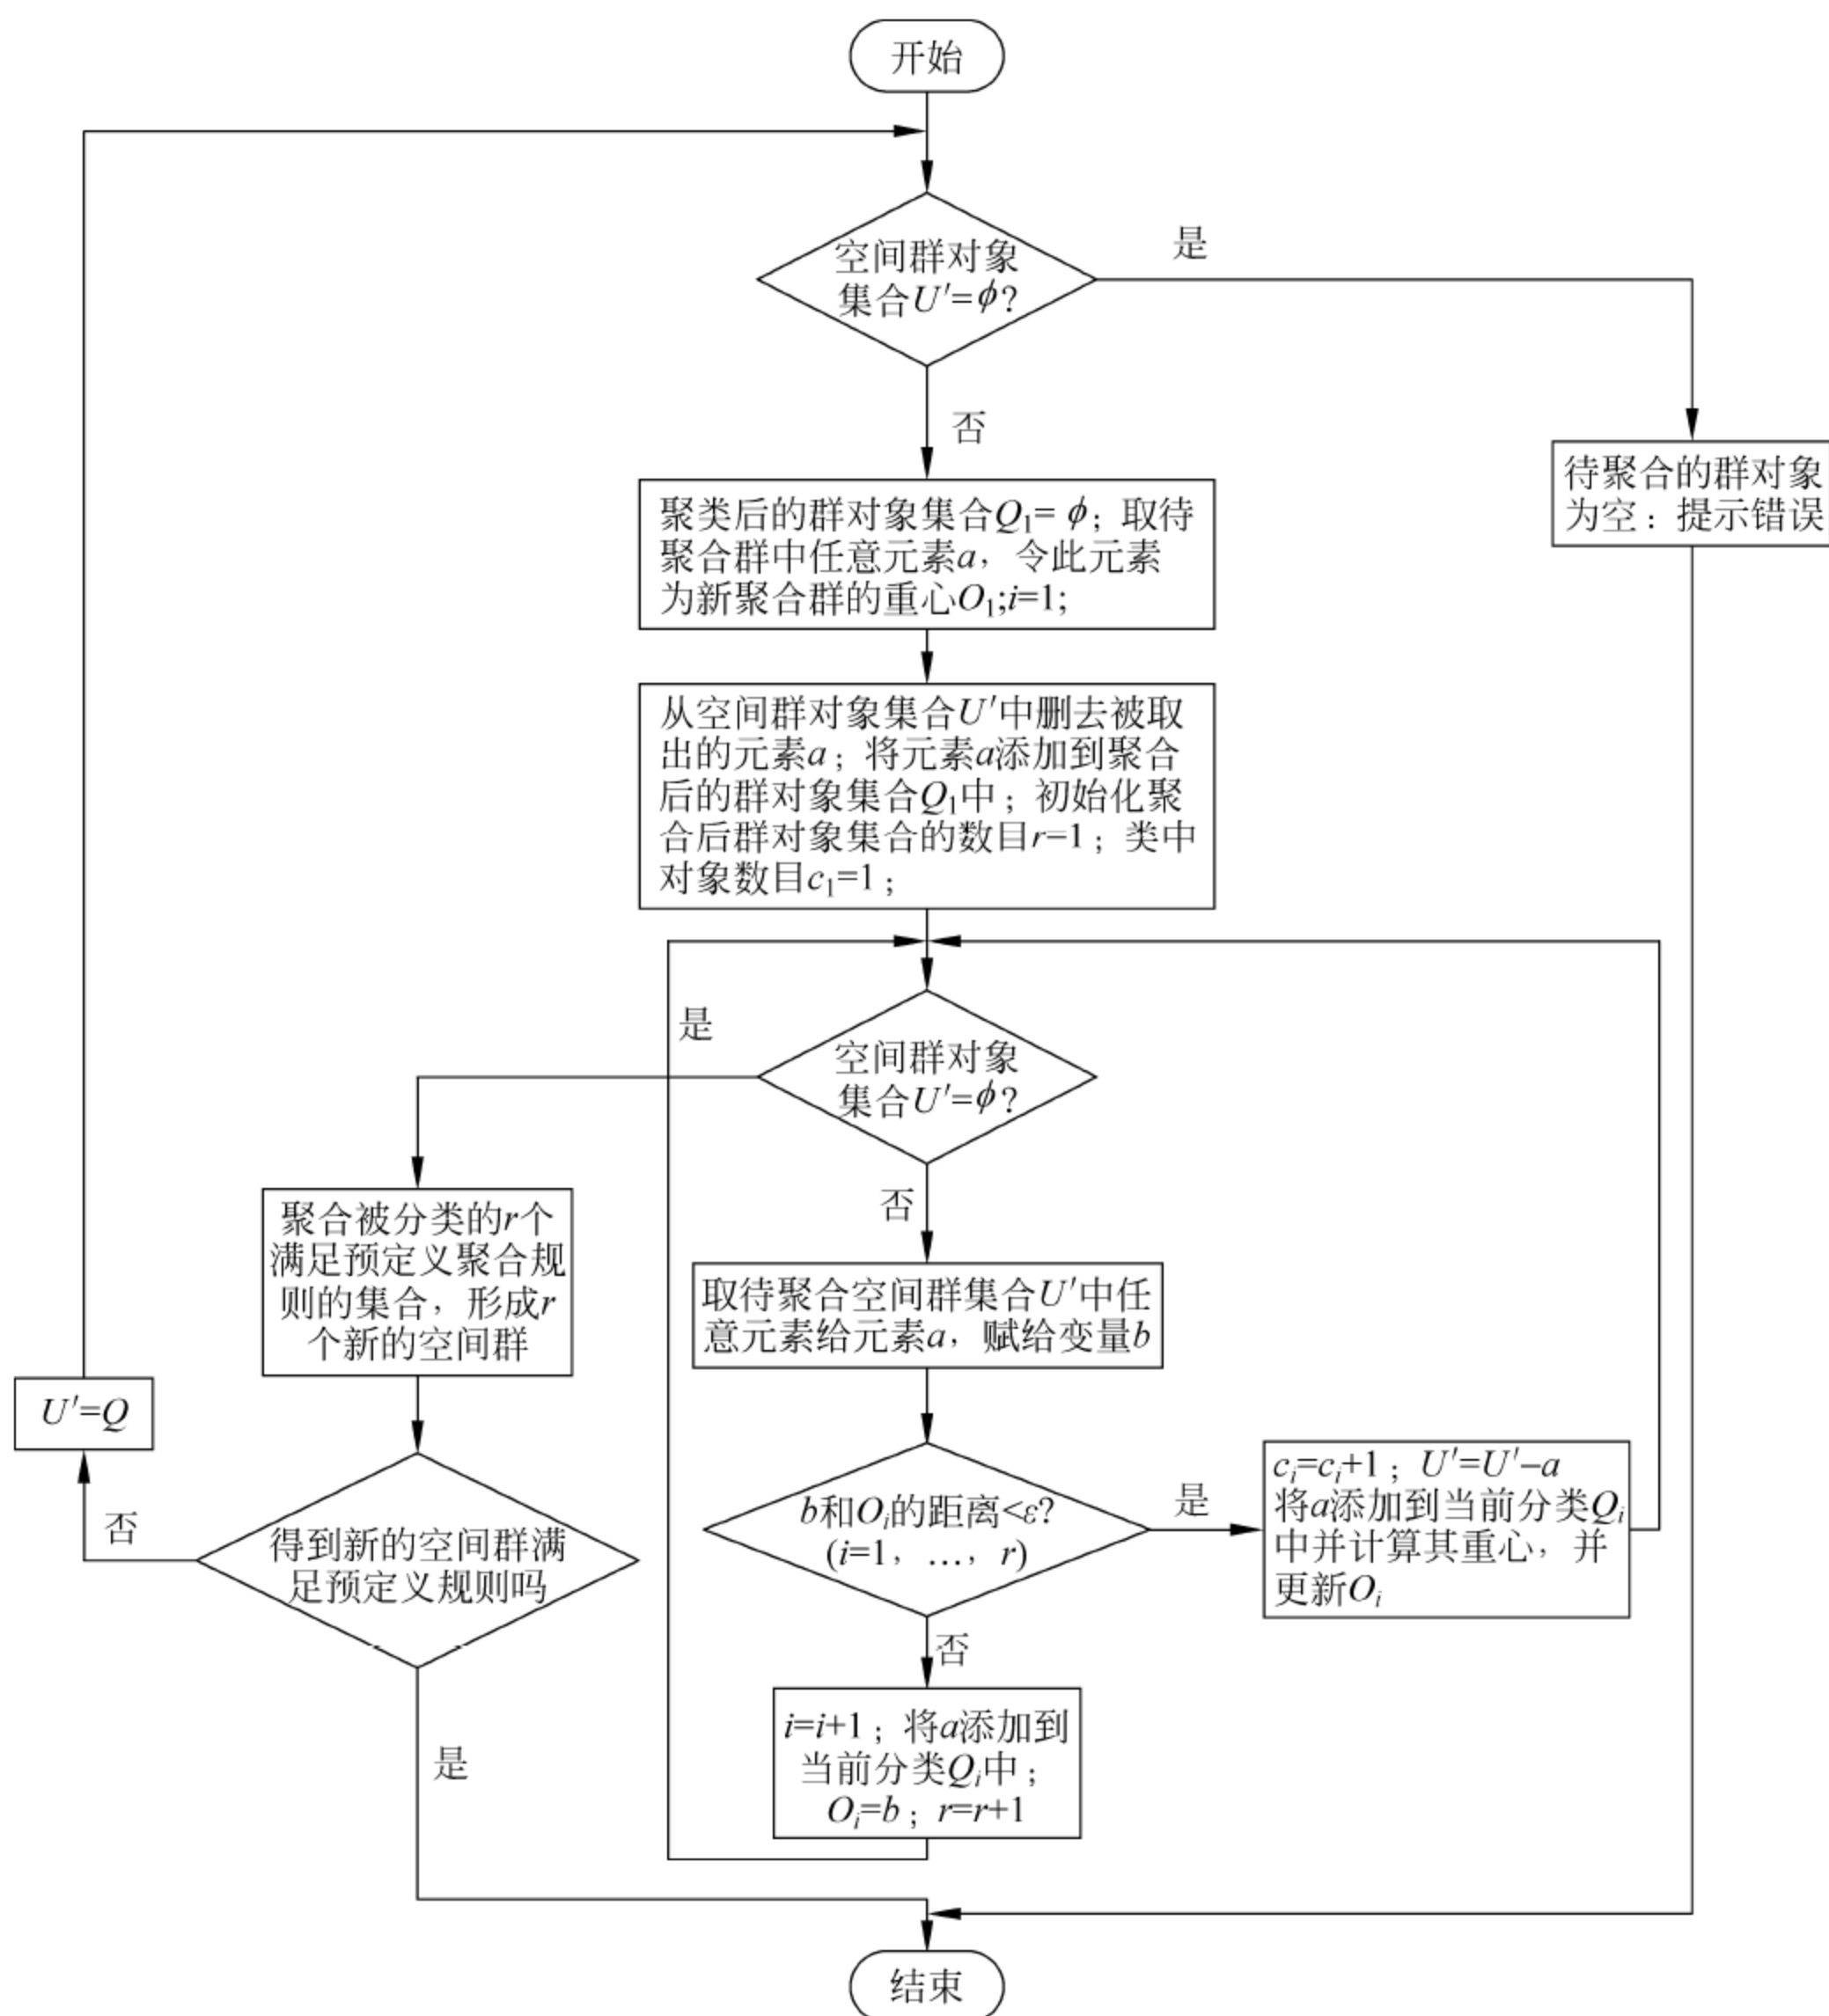 开始
空间群对象
集合U′=ϕ?
是
否
待聚合的群对象
为空：提示错误
聚类后的群对象集合Q₁= ϕ；取待
聚合群中任意元素a，令此元素
为新聚合群的重心O₁;i=1;
从空间群对象集合U′中删去被取
出的元素a；将元素a添加到聚合
后的群对象集合Q₁中；初始化聚
合后群对象集合的数目r=1；类中
对象数目c₁=1；
空间群对象
集合U′=ϕ?
是
否
聚合被分类的r个
满足预定义聚合规
则的集合，形成r
个新的空间群
取待聚合空间群集合U′中任
意元素给元素a，赋给变量b
U′=Q
b和Oᵢ的距离<ε?
(i=1，…，r)
是
cᵢ=cᵢ+1；U′=U′−a
将a添加到当前分类Qᵢ
中并计算其重心，并
更新Oᵢ
否
得到新的空间群满
足预定义规则吗
否
是
i=i+1；将a添加到
当前分类Qᵢ中；
Oᵢ=b；r=r+1
结束